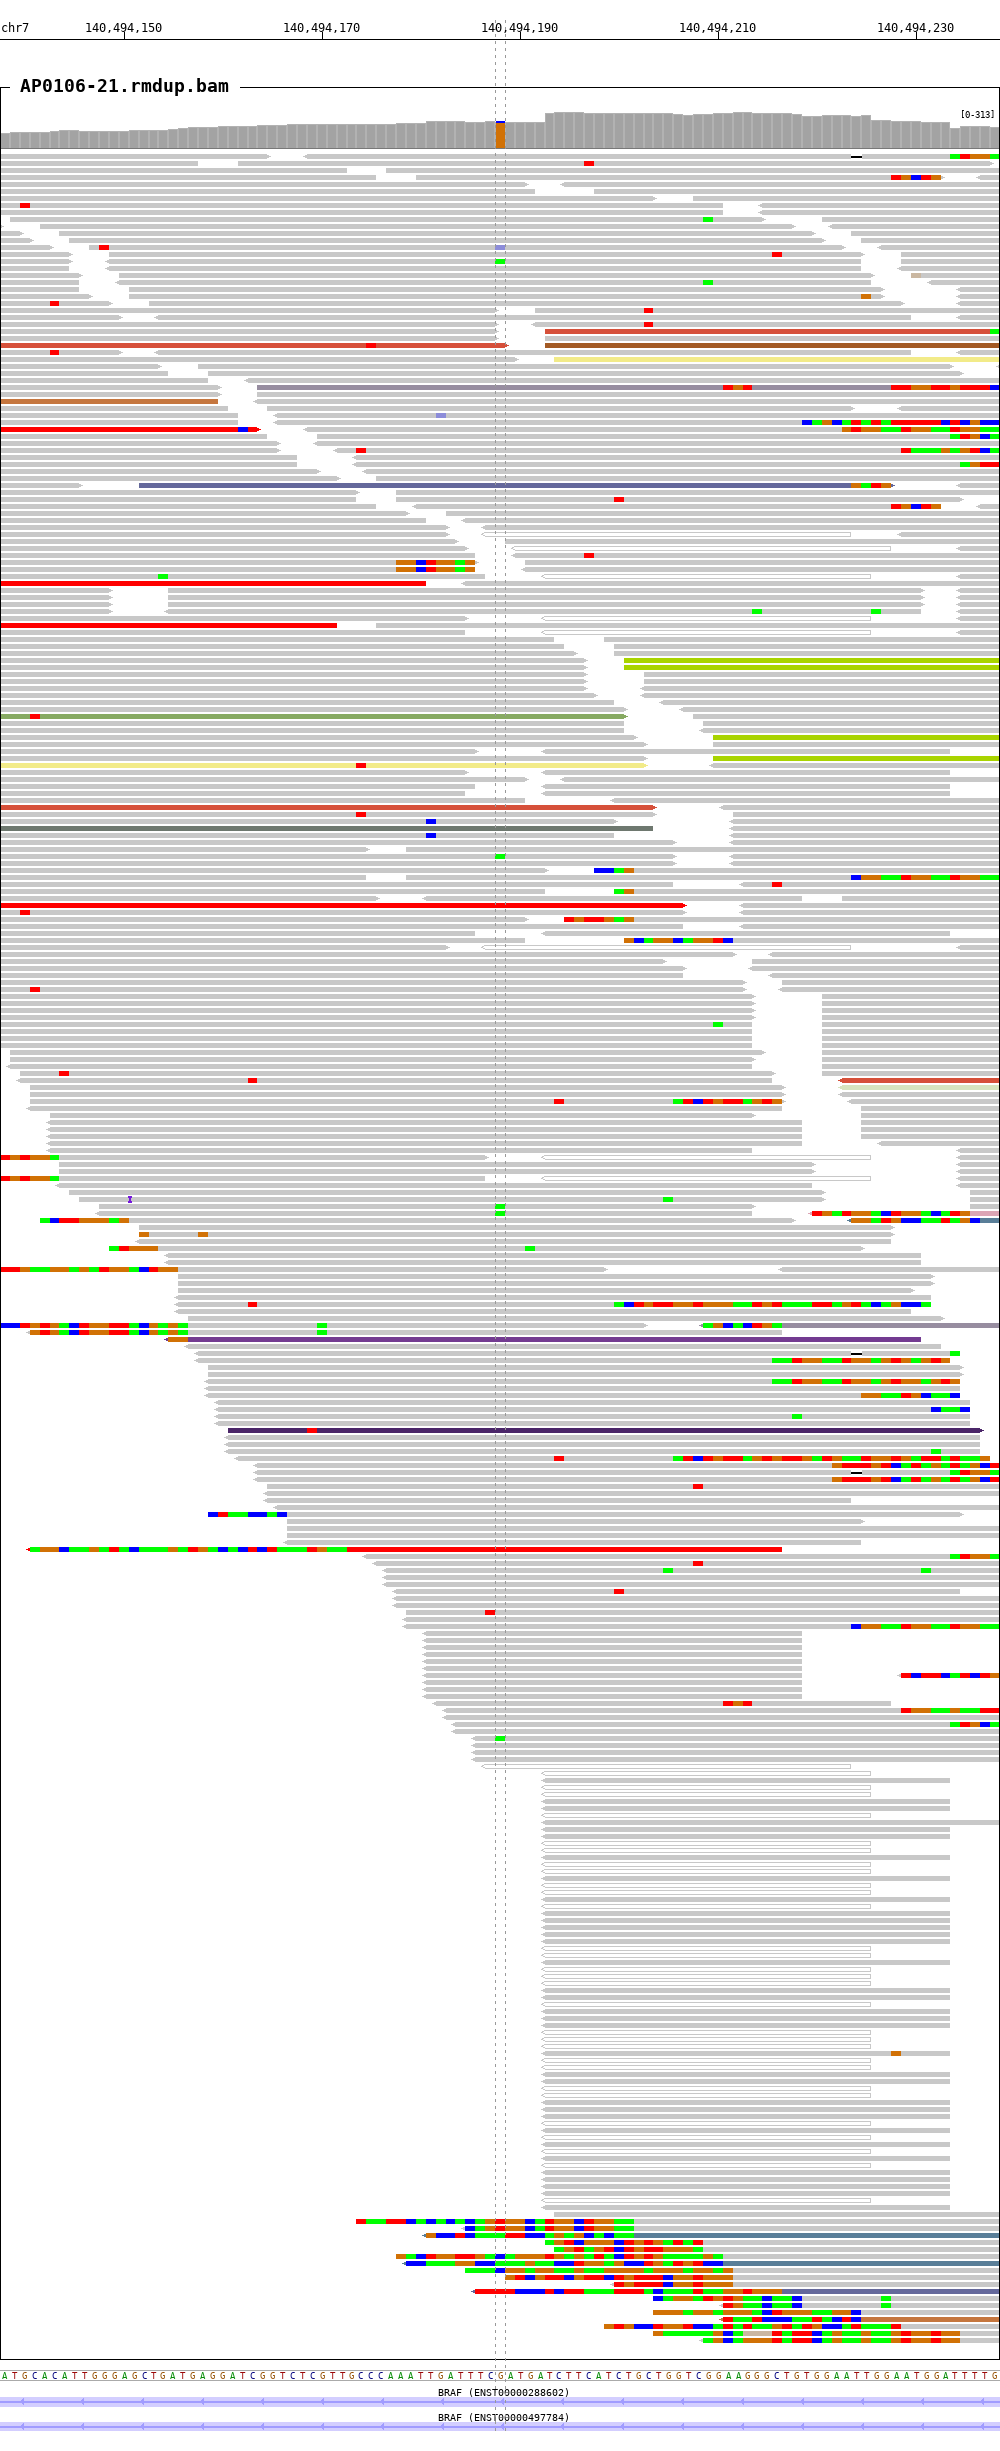 chr7 140,494,150 140,494,170 140,494,190 140,494,210 140,494,230
AP0106-21.rmdup.bam
[0-313]
A T G C A C A T T G G G A G C T G A T G A G G A T C G G T C T C G T T G C C C A A A T T G A T T T C G A T G A T C T T C A T C T G C T G G T C G G A A G G G C T G T G G A A T T G G A A T G G A T T T T G
BRAF (ENST00000288602)
BRAF (ENST00000497784)